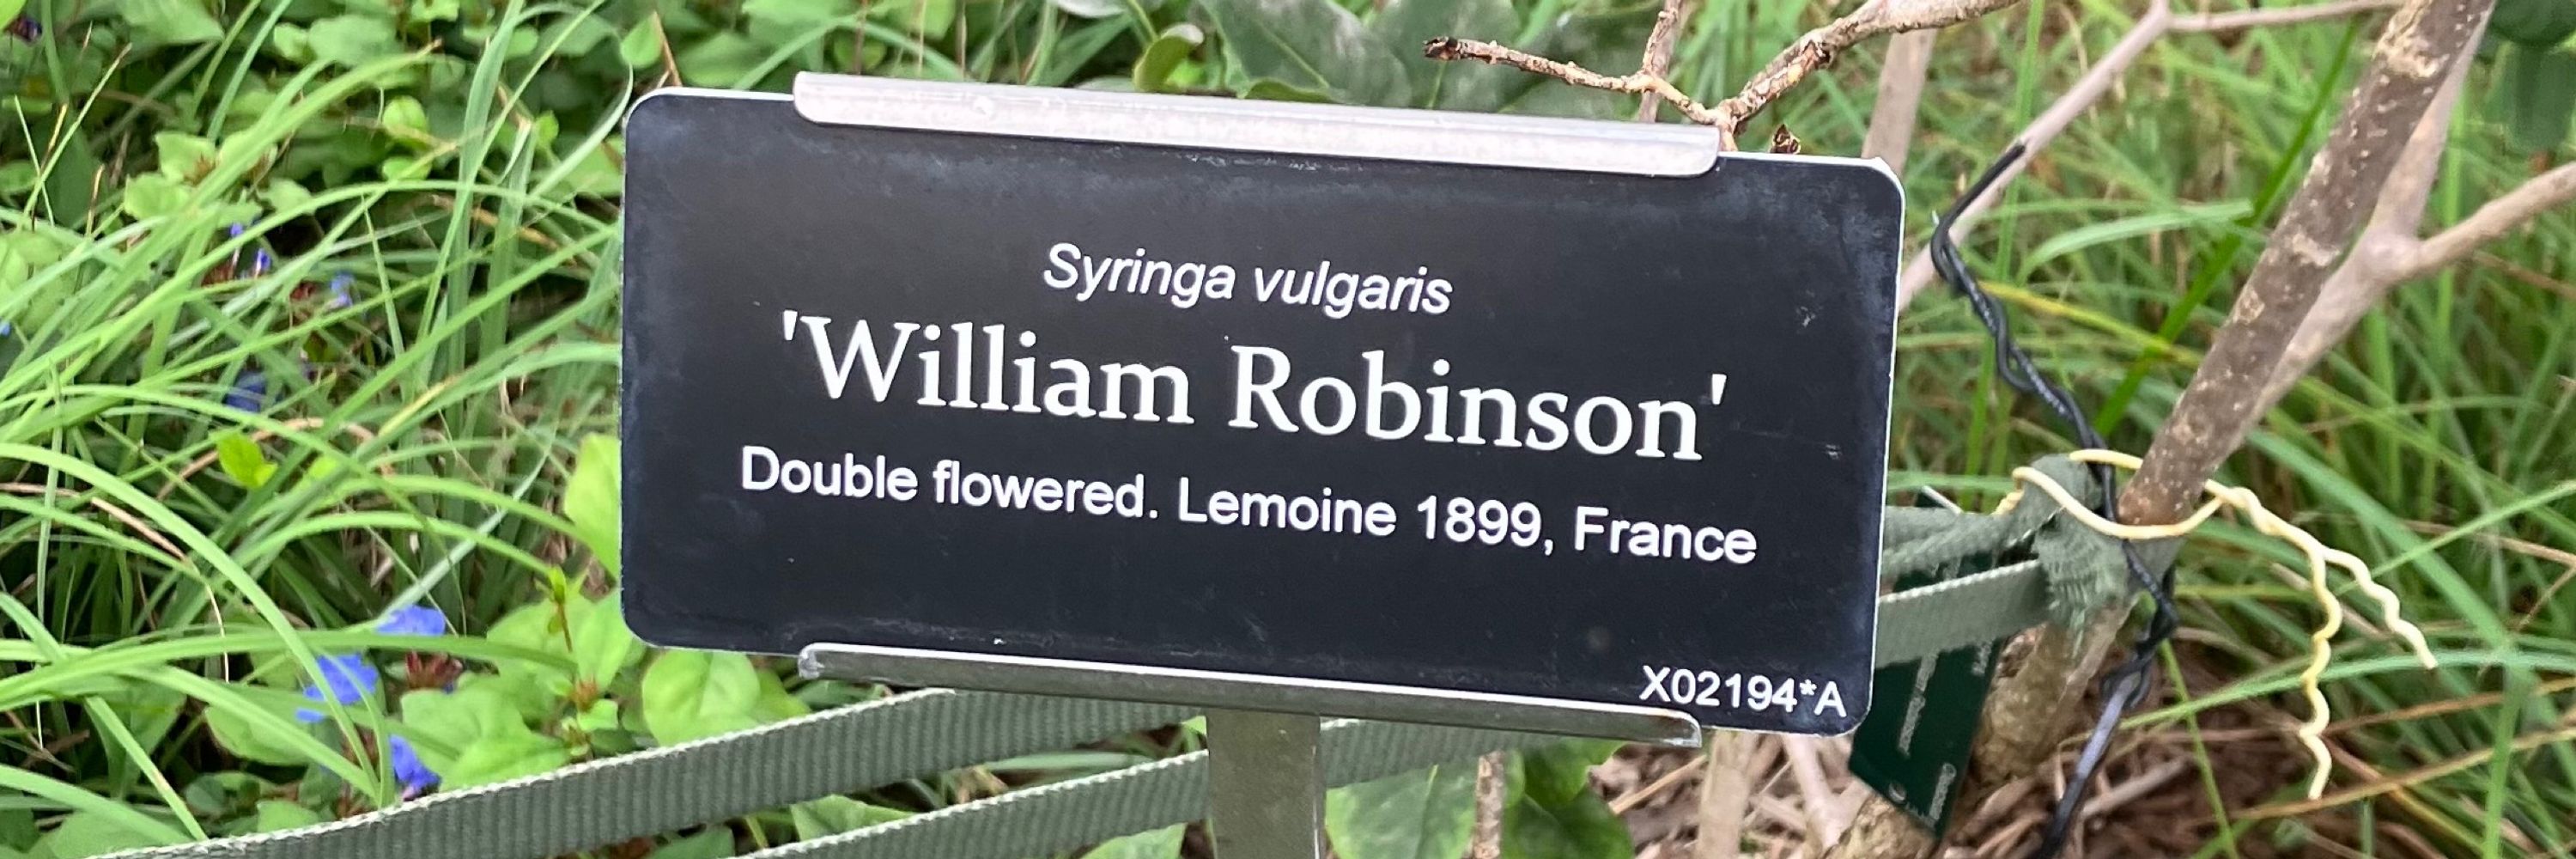 Syringa vulgaris
'William Robinson'
Double flowered. Lemoine 1899, France
X02194*A